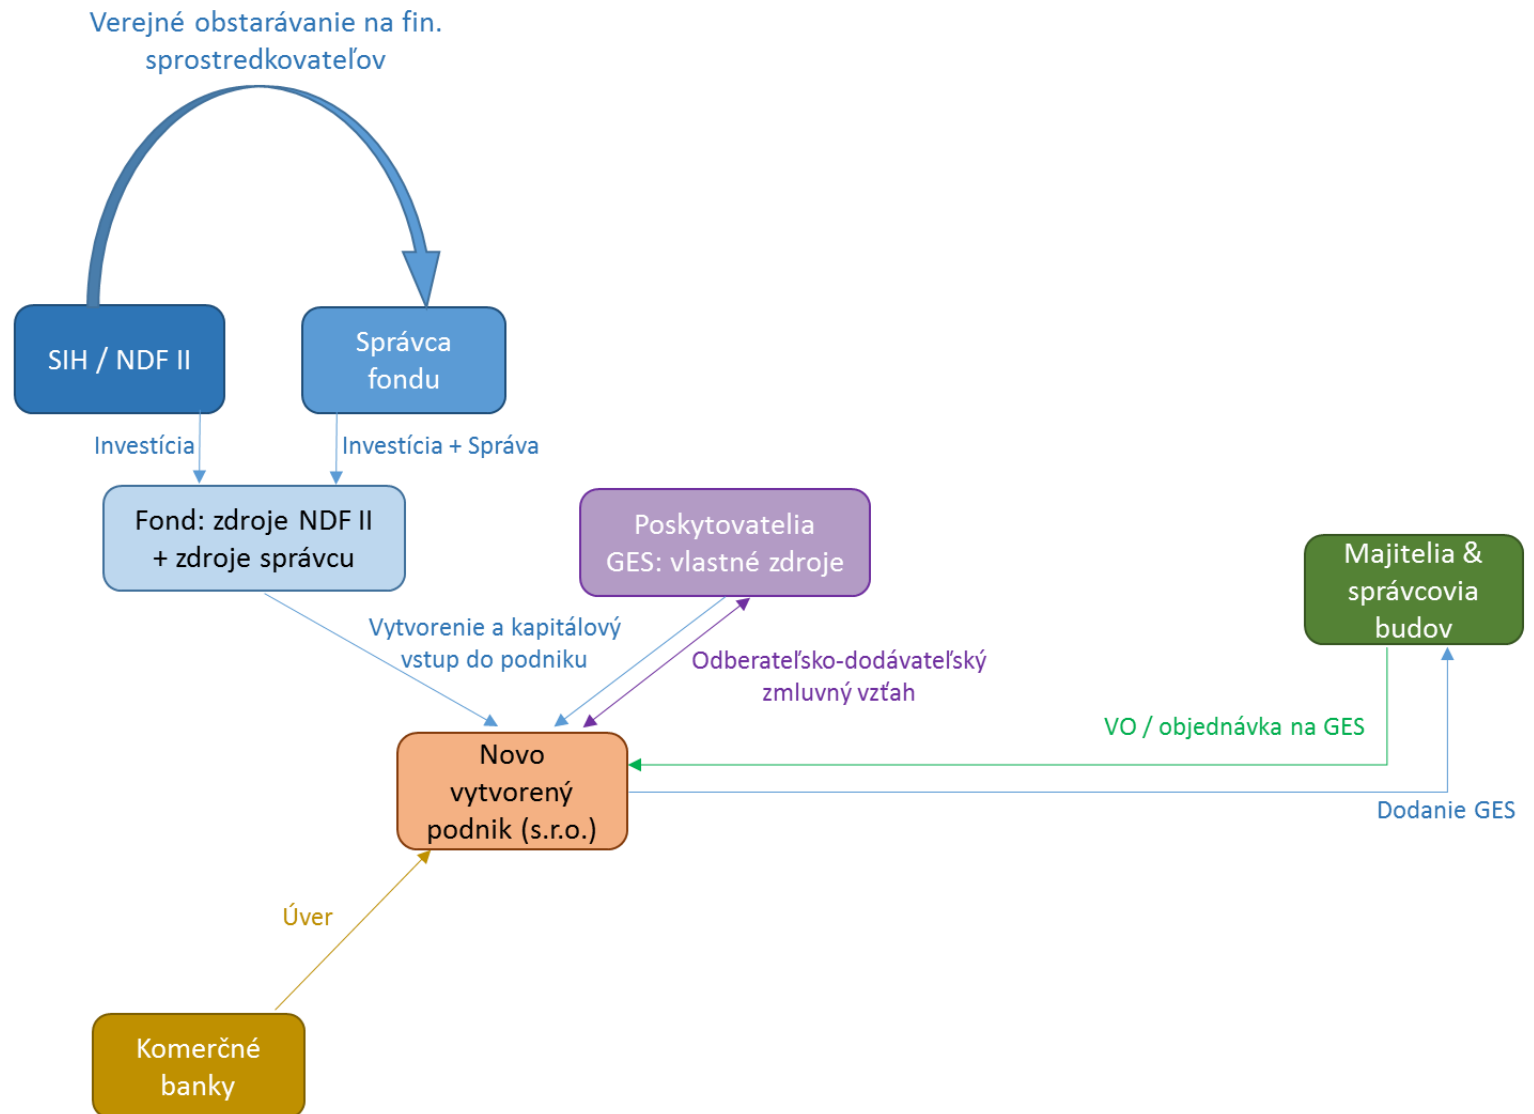 Verejné obstarávanie na fin.
sprostredkovateľov
SIH / NDF II
Správca
fondu
Investícia
Investícia + Správa
Fond: zdroje NDF II
+ zdroje správcu
Poskytovatelia
GES: vlastné zdroje
Majitelia &
správcovia
budov
Vytvorenie a kapitálový
vstup do podniku
Odberateľsko-dodávateľský
zmluvný vzťah
VO / objednávka na GES
Novo
vytvorený
podnik (s.r.o.)
Dodanie GES
Úver
Komerčné
banky